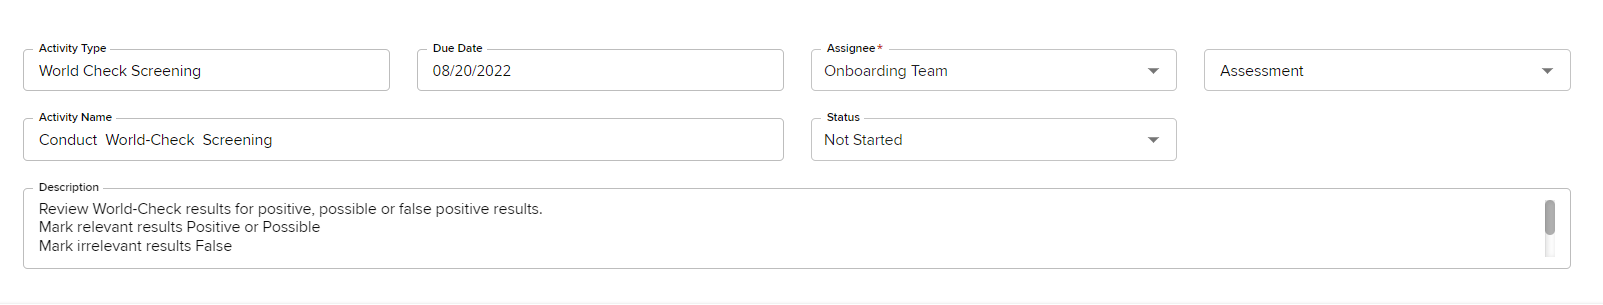 Activity Type
World Check Screening
Due Date
08/20/2022
Assignee*
Onboarding Team
Assessment
Activity Name
Conduct  World-Check  Screening
Status
Not Started
Description
Review World-Check results for positive, possible or false positive results.
Mark relevant results Positive or Possible
Mark irrelevant results False